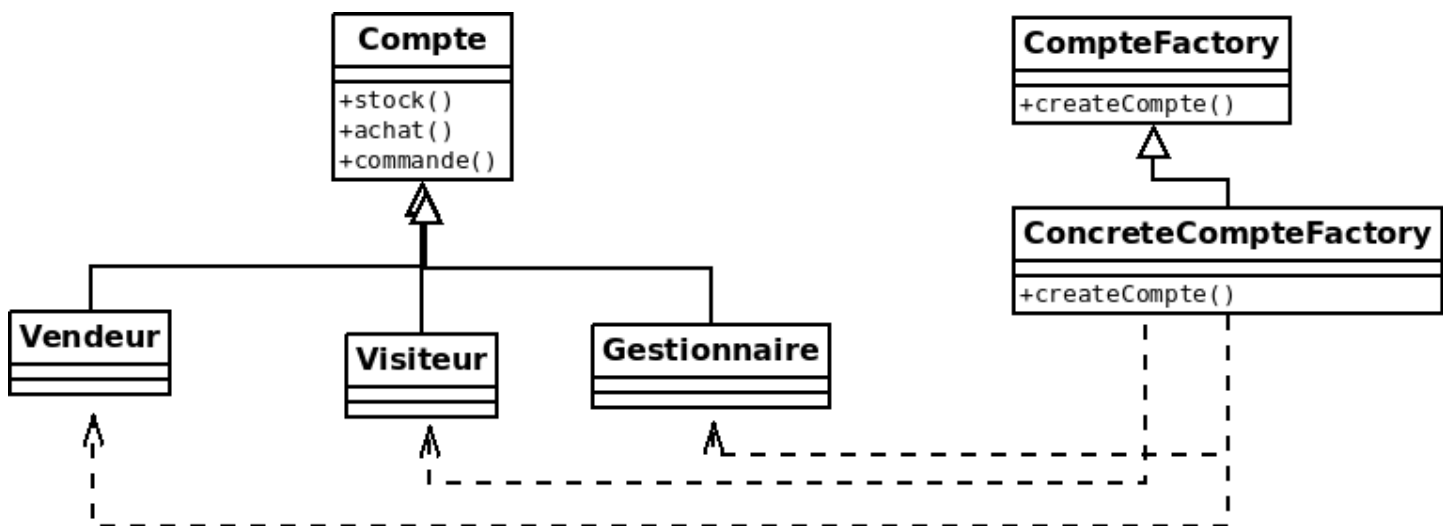 Compte
+stock()
+achat()
+commande()
CompteFactory
+createCompte()
ConcreteCompteFactory
+createCompte()
Vendeur
Visiteur
Gestionnaire